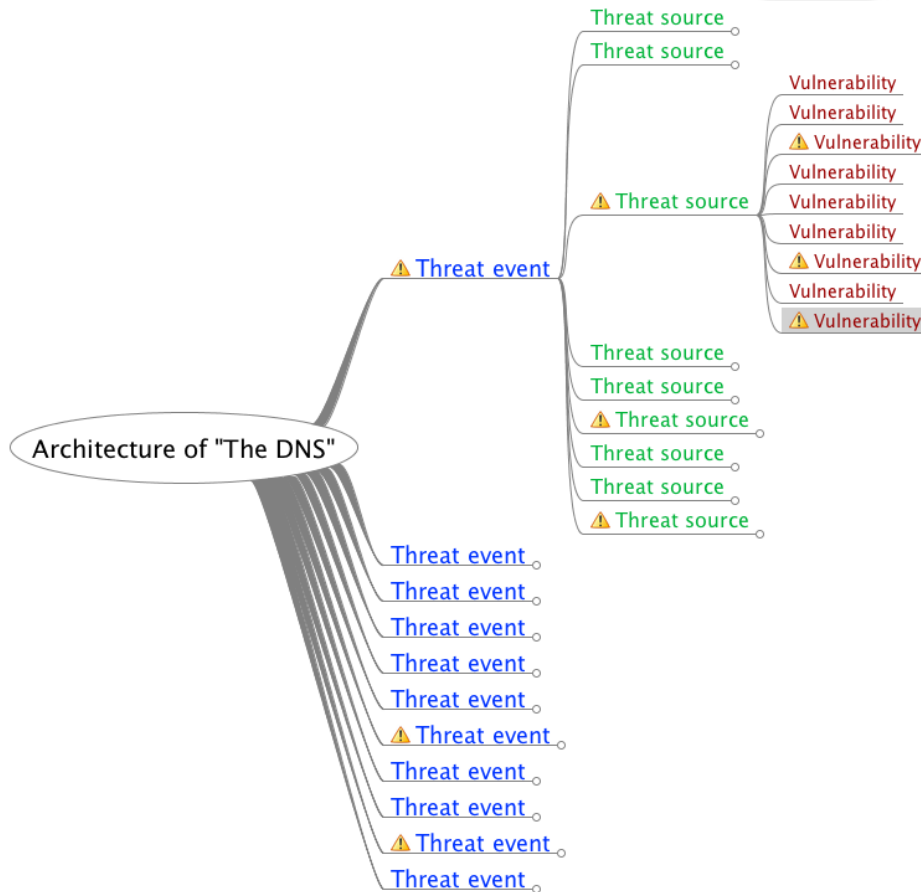 Threat source
Threat source
Vulnerability
Vulnerability
Vulnerability
Vulnerability
Threat source
Vulnerability
Vulnerability
Threat event
Vulnerability
Vulnerability
Vulnerability
Threat source
Threat source
Threat source
Architecture of "The DNS"
Threat source
Threat source
Threat source
Threat event
Threat event
Threat event
Threat event
Threat event
Threat event
Threat event
Threat event
Threat event
Threat event